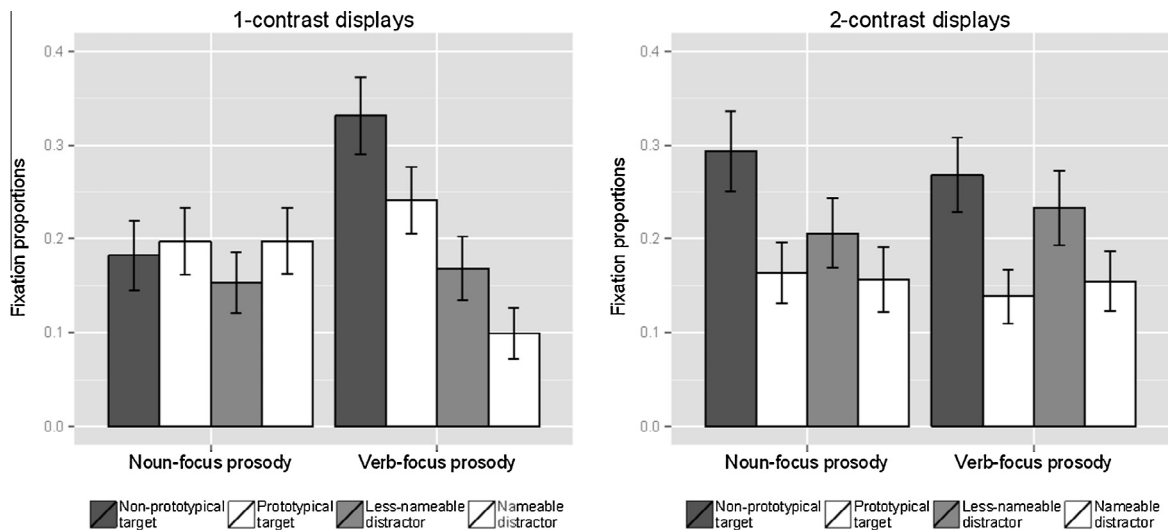 1-contrast displays
Fixation proportions
0.4
0.3
0.2
0.1
0.0
Noun-focus prosody
Verb-focus prosody
Non-prototypical
target
Prototypical
target
Less-nameable
distractor
Nameable
distractor
2-contrast displays
Fixation proportions
0.4
0.3
0.2
0.1
0.0
Noun-focus prosody
Verb-focus prosody
Non-prototypical
target
Prototypical
target
Less-nameable
distractor
Nameable
distractor